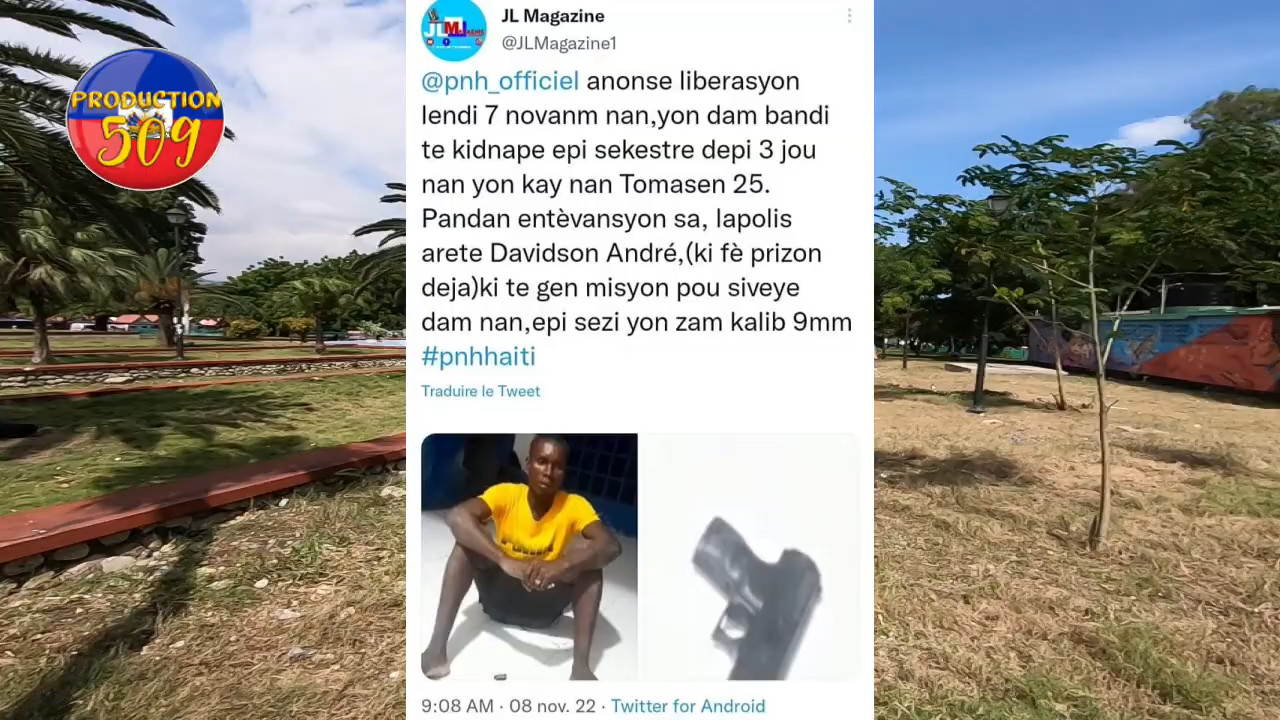 PRODUCTION
509
JL Magazine
@JLMagazine1
@pnh_officiel anonse liberasyon
lendi 7 novanm nan,yon dam bandi
te kidnape epi sekestre depi 3 jou
nan yon kay nan Tomasen 25.
Pandan entèvansyon sa, lapolis
arete Davidson André,(ki fè prizon
deja)ki te gen misyon pou siveye
dam nan,epi sezi yon zam kalib 9mm
#pnhhaiti
Traduire le Tweet
9:08 AM · 08 nov. 22 · Twitter for Android